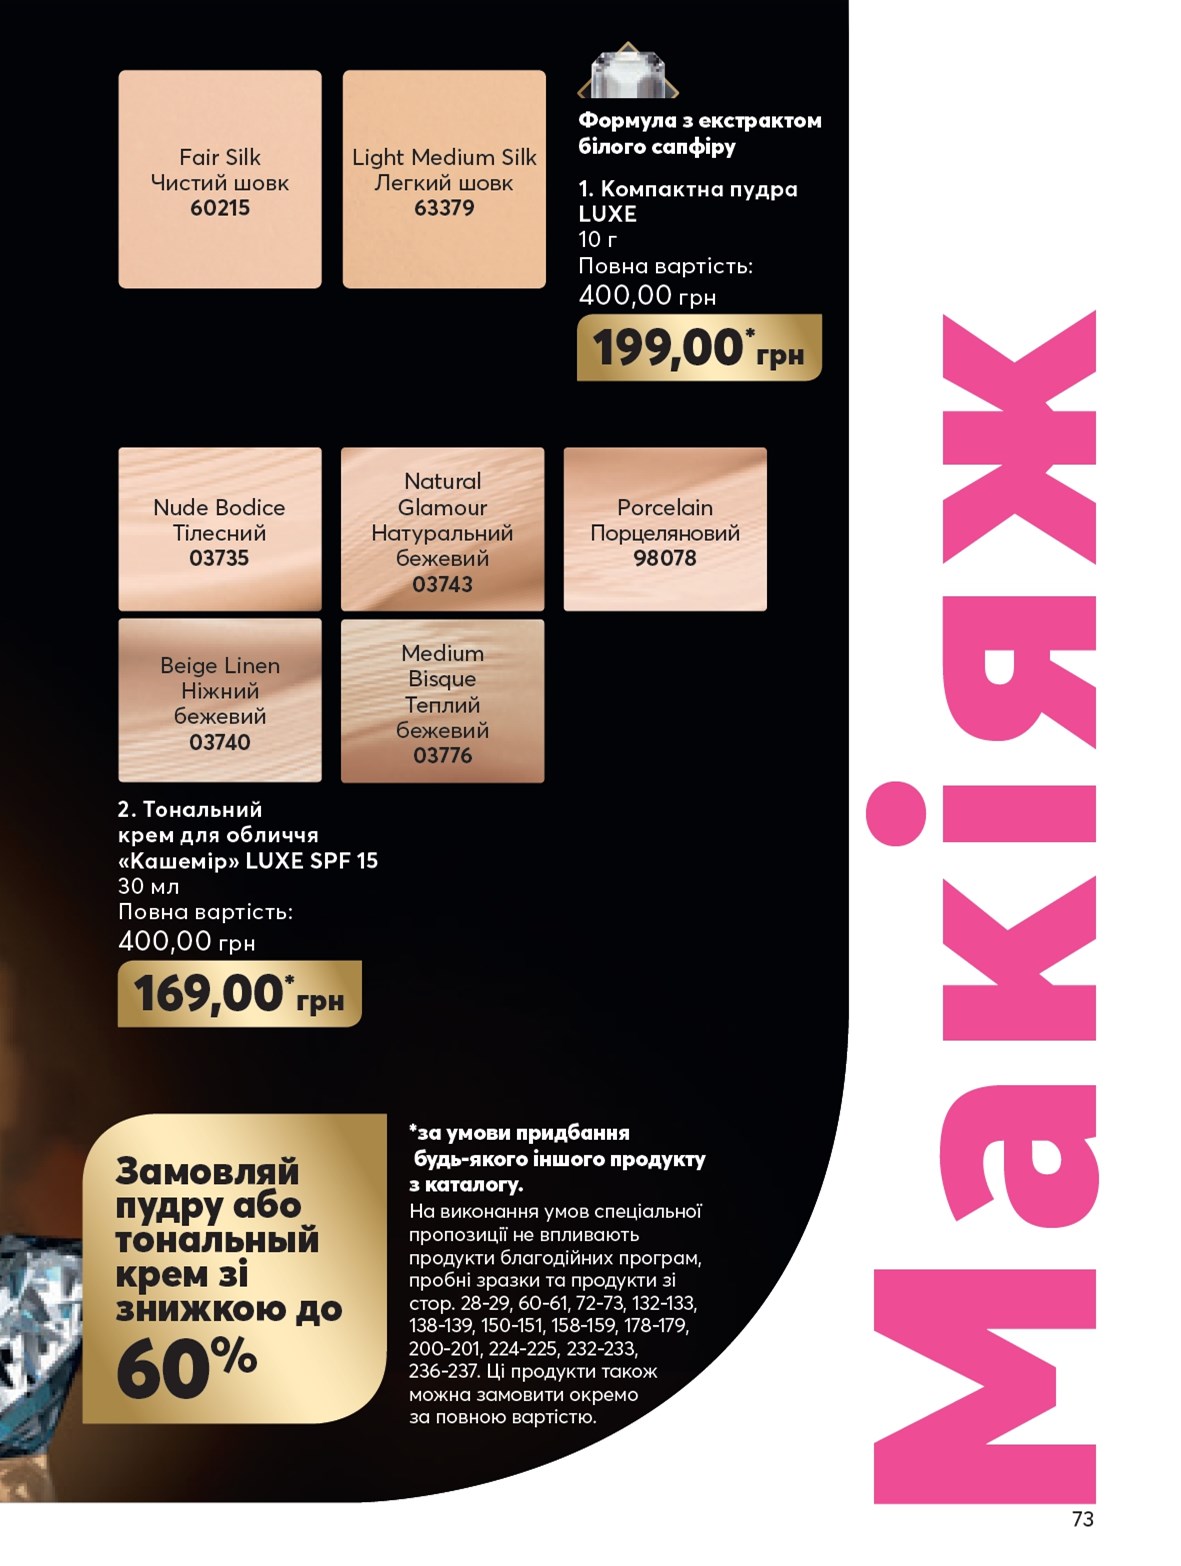 Fair Silk
Чистий шовк
60215
Light Medium Silk
Легкий шовк
63379
Формула з екстрактом
білого сапфіру
1. Компактна пудра
LUXE
10 г
Повна вартість:
400,00 грн
199,00* грн
Nude Bodice
Тілесний
03735
Natural
Glamour
Натуральний
бежевий
03743
Porcelain
Порцеляновий
98078
Beige Linen
Ніжний
бежевий
03740
Medium
Bisque
Теплий
бежевий
03776
2. Тональний
крем для обличчя
«Кашемір» LUXE SPF 15
30 мл
Повна вартість:
400,00 грн
169,00* грн
Замовляй
пудру або
тональный
крем зі
знижкою до
60%
*за умови придбання
будь-якого іншого продукту
з каталогу.
На виконання умов спеціальної
пропозиції не впливають
продукти благодійних програм,
пробні зразки та продукти зі
стор. 28-29, 60-61, 72-73, 132-133,
138-139, 150-151, 158-159, 178-179,
200-201, 224-225, 232-233,
236-237. Ці продукти також
можна замовити окремо
за повною вартістю.
Макіяж
73